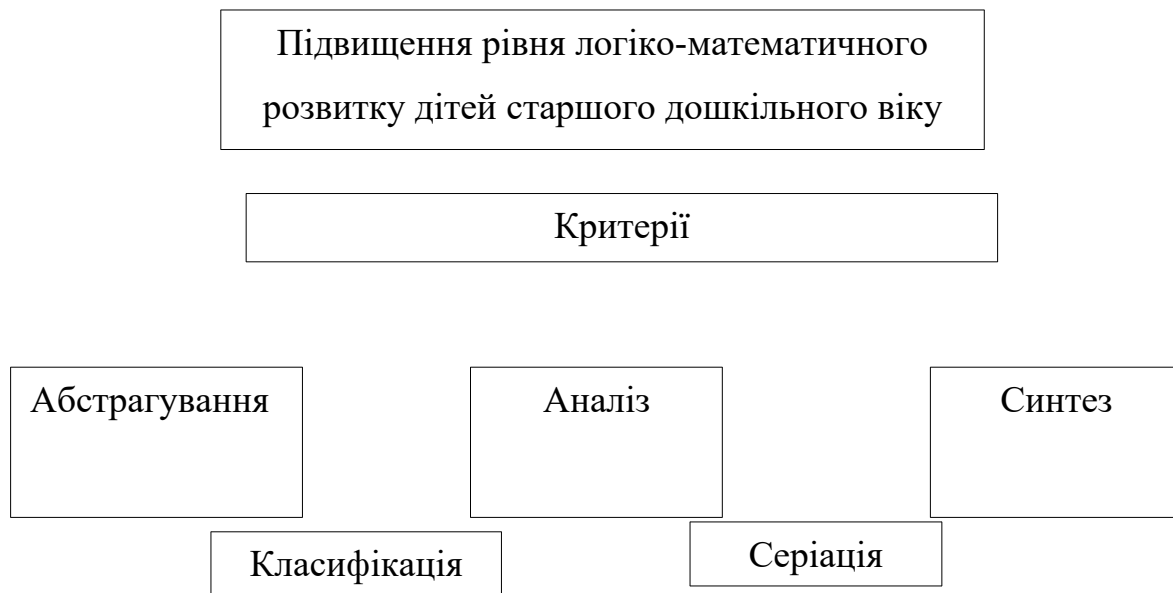 Підвищення рівня логіко-математичного
розвитку дітей старшого дошкільного віку
Критерії
Абстрагування
Аналіз
Синтез
Класифікація
Серіація